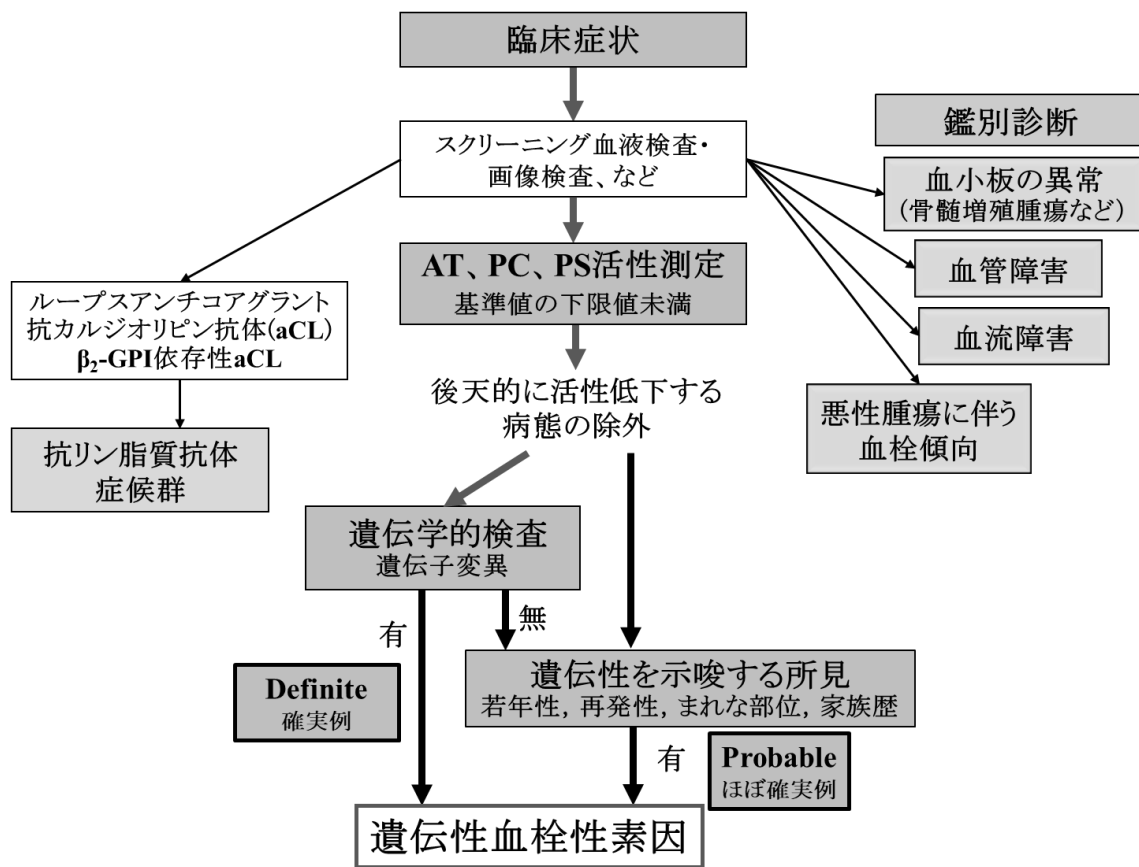 臨床症状
スクリーニング血液検査・
画像検査、など
鑑別診断
血小板の異常
（骨髄増殖腫瘍など）
血管障害
血流障害
悪性腫瘍に伴う
血栓傾向
AT、PC、PS活性測定
基準値の下限値未満
ループスアンチコアグラント
抗カルジオリピン抗体(aCL)
β₂-GPI依存性aCL
抗リン脂質抗体
症候群
後天的に活性低下する
病態の除外
遺伝学的検査
遺伝子変異
有
無
Definite
確実例
遺伝性を示唆する所見
若年性, 再発性, まれな部位, 家族歴
有
Probable
ほぼ確実例
遺伝性血栓性素因